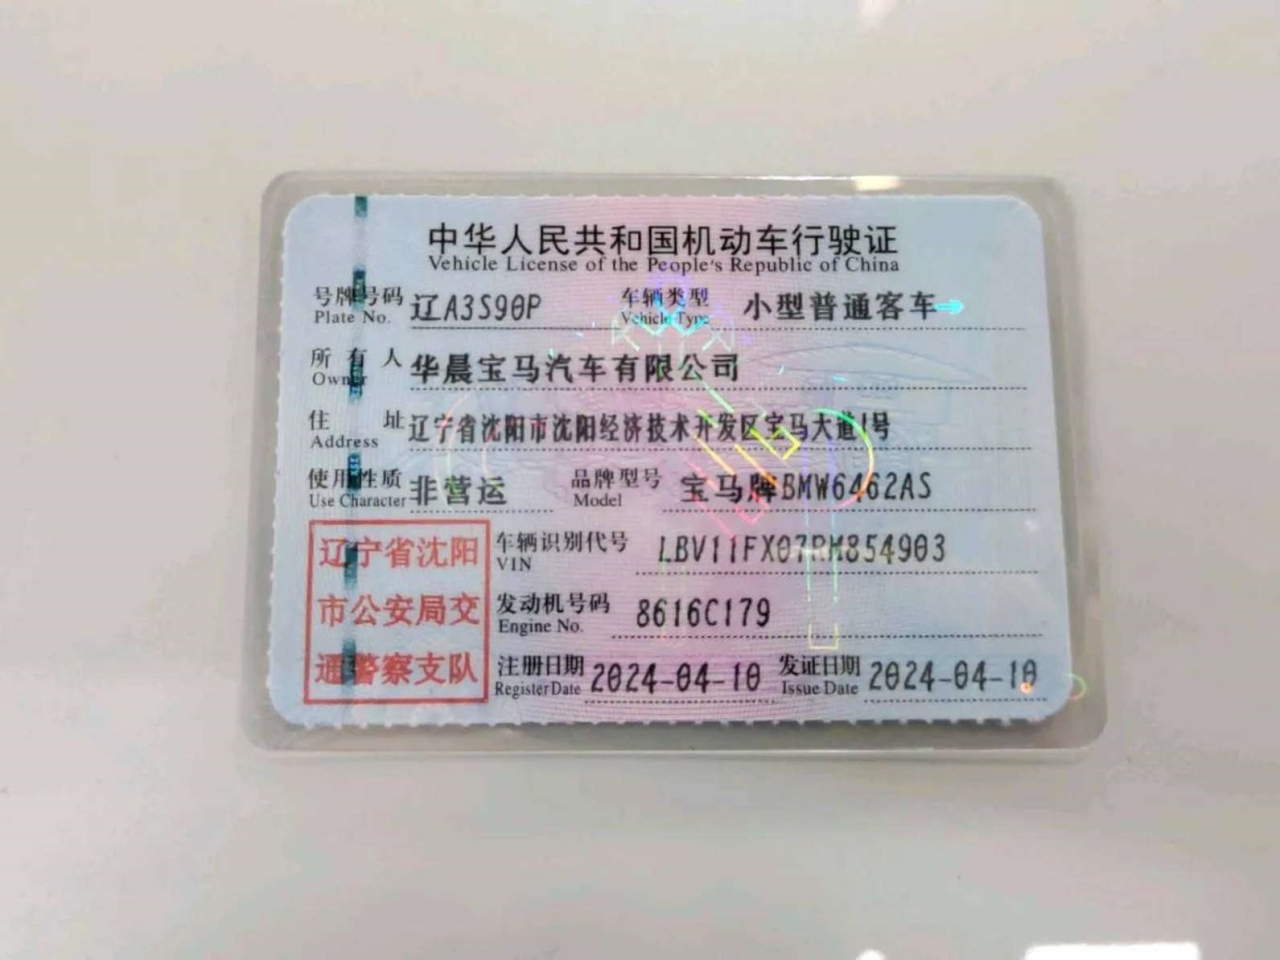 中华人民共和国机动车行驶证
Vehicle License of the People's Republic of China
号牌号码 辽A3S90P 车辆类型 小型普通客车
Plate No. Vehicle Type
所有人 华晨宝马汽车有限公司
Owner
住址 辽宁省沈阳市沈阳经济技术开发区宝马大道1号
Address
使用性质 非营运 品牌型号 宝马牌BMW6462AS
Use Character Model
辽宁省沈阳
市公安局交
通警察支队
车辆识别代号 LBV11FX07RM854903
VIN
发动机号码 8616C179
Engine No.
注册日期 2024-04-10 发证日期 2024-04-10
Register Date Issue Date